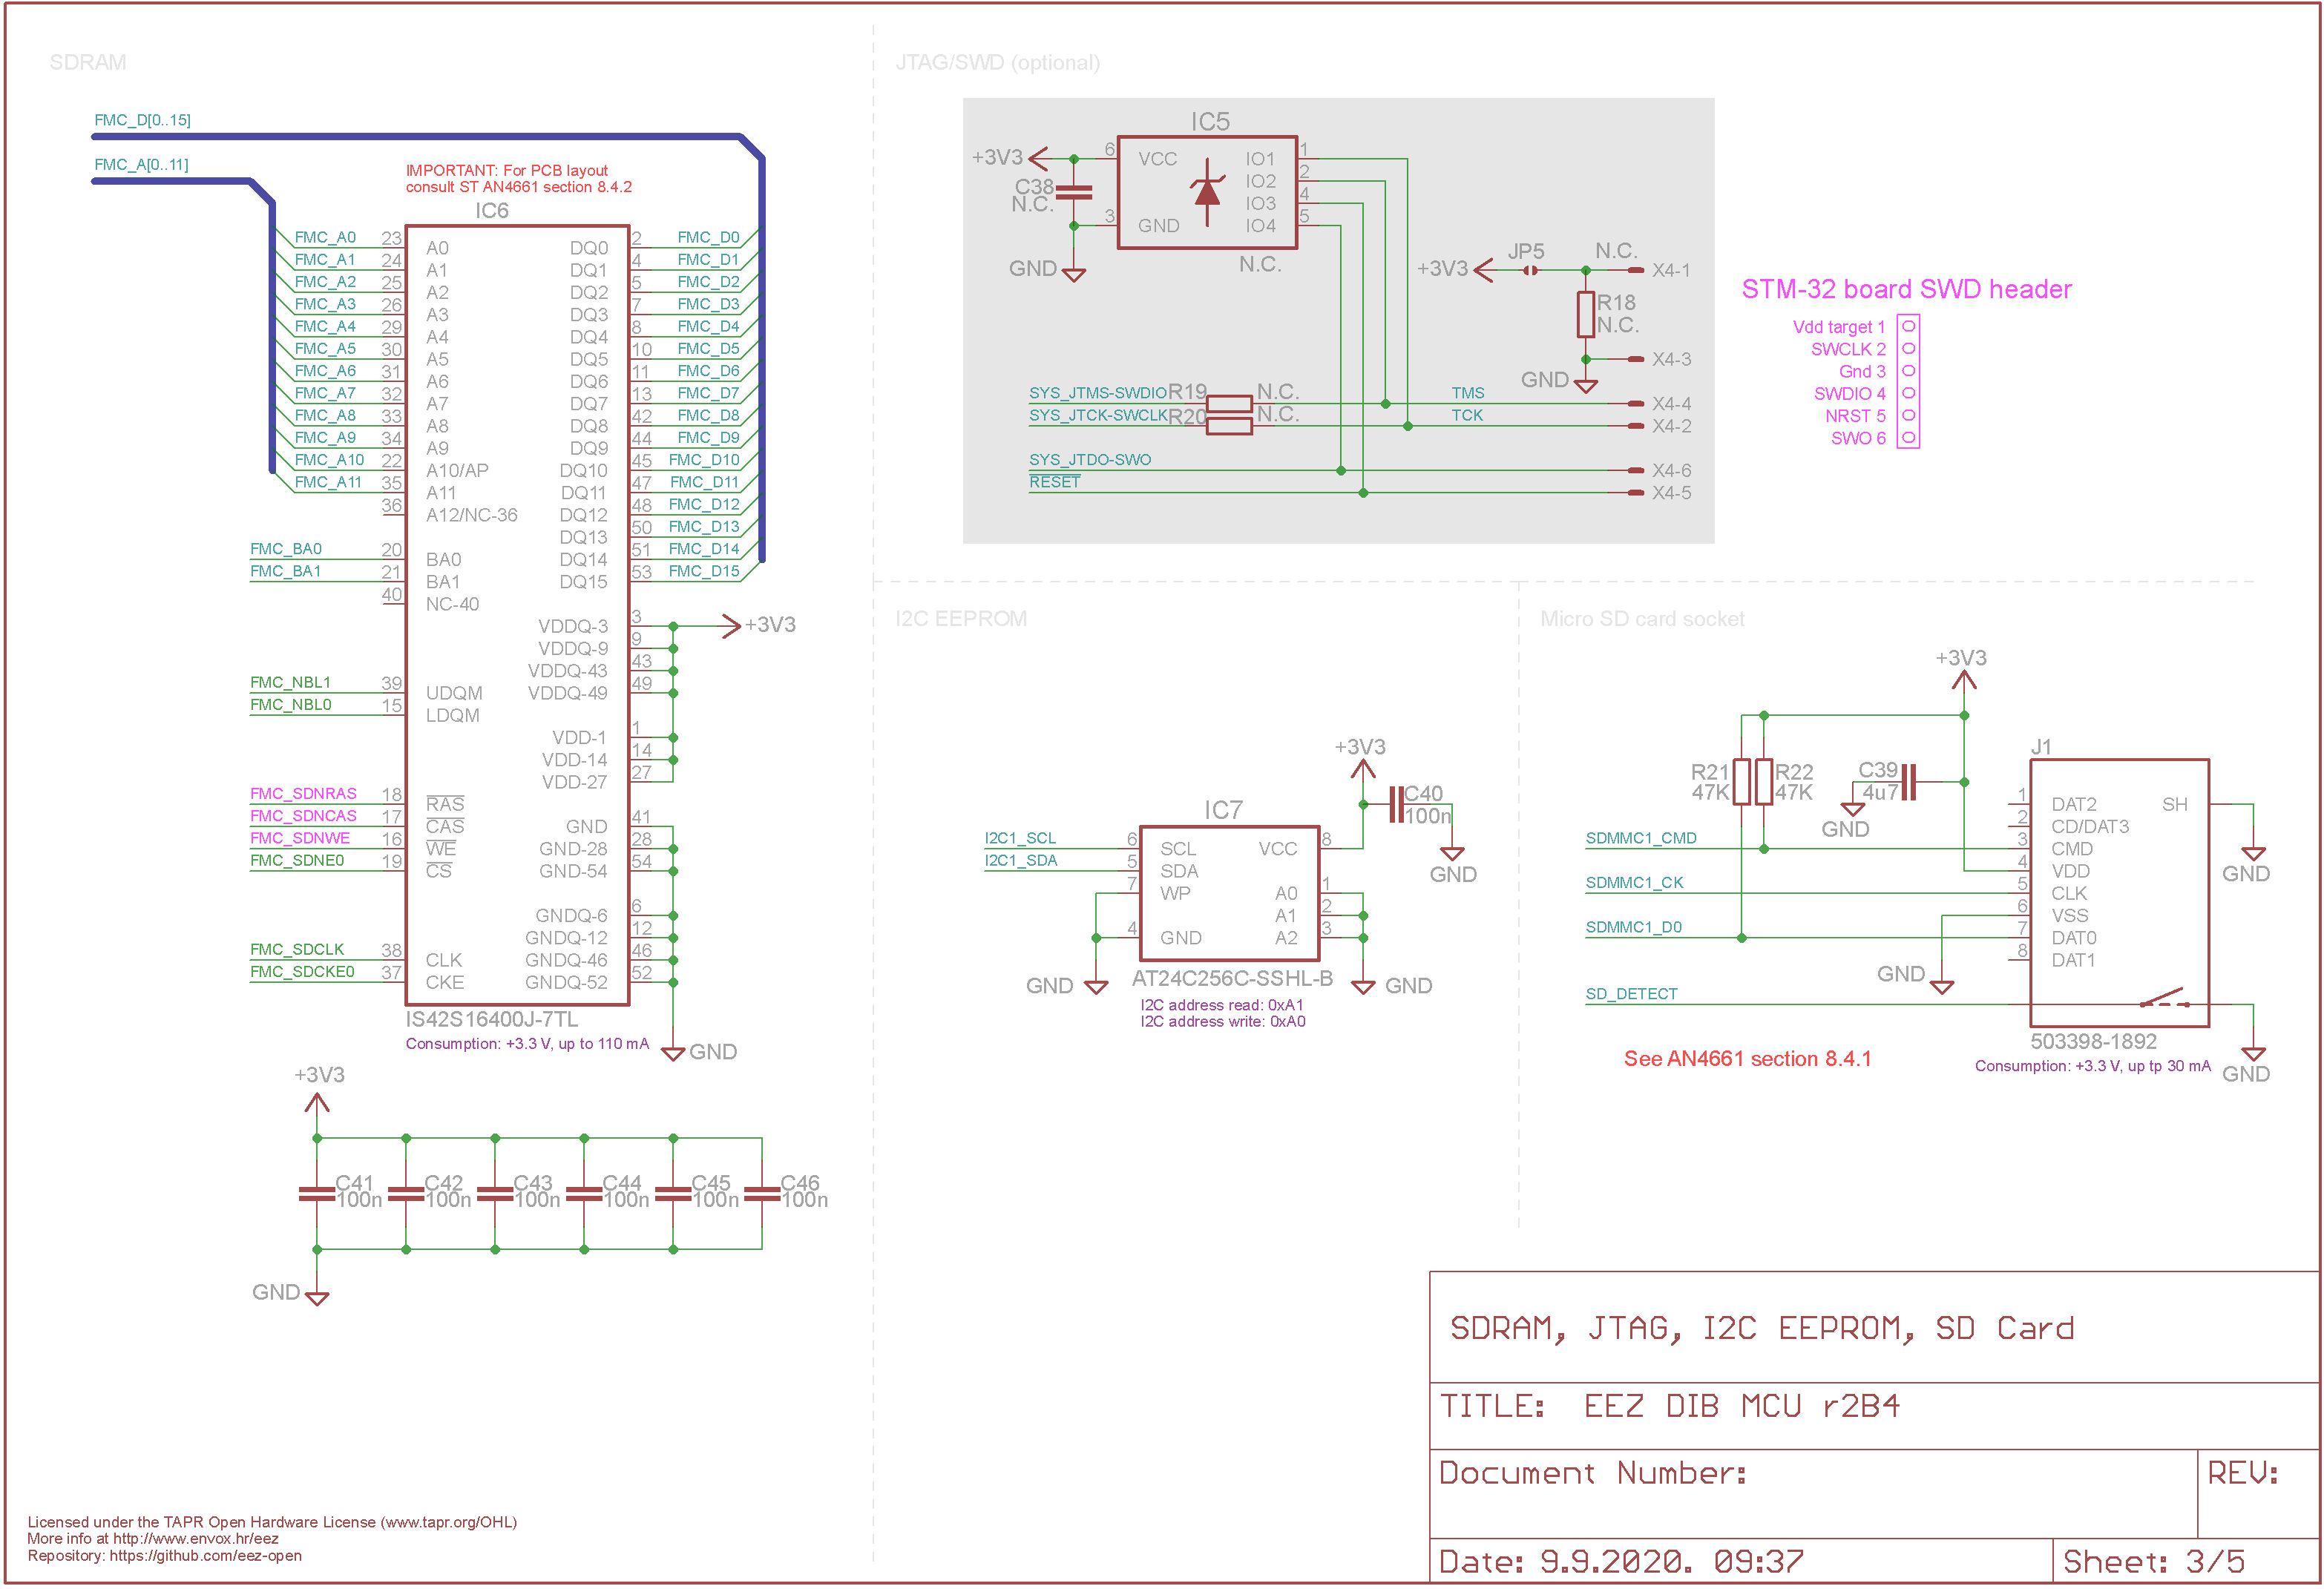 SDRAM
FMC_D[0..15]
FMC_A[0..11]
IMPORTANT: For PCB layout
consult ST AN4661 section 8.4.2
IC6
FMC_A0 23 A0 DQ0 2 FMC_D0
FMC_A1 24 A1 DQ1 4 FMC_D1
FMC_A2 25 A2 DQ2 5 FMC_D2
FMC_A3 26 A3 DQ3 7 FMC_D3
FMC_A4 29 A4 DQ4 8 FMC_D4
FMC_A5 30 A5 DQ5 10 FMC_D5
FMC_A6 31 A6 DQ6 11 FMC_D6
FMC_A7 32 A7 DQ7 13 FMC_D7
FMC_A8 33 A8 DQ8 42 FMC_D8
FMC_A9 34 A9 DQ9 44 FMC_D9
FMC_A10 22 A10/AP DQ10 45 FMC_D10
FMC_A11 35 A11 DQ11 47 FMC_D11
36 A12/NC-36 DQ12 48 FMC_D12
DQ13 50 FMC_D13
FMC_BA0 20 BA0 DQ14 51 FMC_D14
FMC_BA1 21 BA1 DQ15 53 FMC_D15
40 NC-40
VDDQ-3 3 +3V3
VDDQ-9 9
VDDQ-43 43
FMC_NBL1 39 UDQM VDDQ-49 49
FMC_NBL0 15 LDQM
VDD-1 1
VDD-14 14
VDD-27 27
FMC_SDNRAS 18 RAS
FMC_SDNCAS 17 CAS GND 41
FMC_SDNWE 16 WE GND-28 28
FMC_SDNE0 19 CS GND-54 54
GNDQ-6 6
GNDQ-12 12
FMC_SDCLK 38 CLK GNDQ-46 46
FMC_SDCKE0 37 CKE GNDQ-52 52
IS42S16400J-7TL
Consumption: +3.3 V, up to 110 mA
GND
+3V3
C41 C42 C43 C44 C45 C46
100n 100n 100n 100n 100n 100n
GND
JTAG/SWD (optional)
IC5
+3V3 6 VCC IO1 1
IO2 2
C38
N.C.
IO3 4
3 GND IO4 5
GND
N.C.
+3V3 JP5 N.C. X4-1
R18
N.C.
X4-3
GND
SYS_JTMS-SWDIO R19 N.C. TMS X4-4
SYS_JTCK-SWCLK R20 N.C. TCK X4-2
SYS_JTDO-SWO X4-6
RESET X4-5
STM-32 board SWD header
Vdd target 1
SWCLK 2
Gnd 3
SWDIO 4
NRST 5
SWO 6
I2C EEPROM
+3V3
C40
100n
GND
IC7
I2C1_SCL 6 SCL VCC 8
I2C1_SDA 5 SDA
7 WP A0 1
A1 2
4 GND A2 3
GND AT24C256C-SSHL-B GND
I2C address read: 0xA1
I2C address write: 0xA0
Micro SD card socket
+3V3
R21 R22
47K 47K
C39
4u7
GND
J1
1 DAT2 SH
2 CD/DAT3
SDMMC1_CMD 3 CMD
4 VDD
SDMMC1_CK 5 CLK
6 VSS
SDMMC1_D0 7 DAT0
8 DAT1
GND
GND
SD_DETECT
503398-1892
See AN4661 section 8.4.1
Consumption: +3.3 V, up tp 30 mA
GND
SDRAM, JTAG, I2C EEPROM, SD Card
TITLE: EEZ DIB MCU r2B4
Document Number:
REV:
Date: 9.9.2020. 09:37
Sheet: 3/5
Licensed under the TAPR Open Hardware License (www.tapr.org/OHL)
More info at http://www.envox.hr/eez
Repository: https://github.com/eez-open